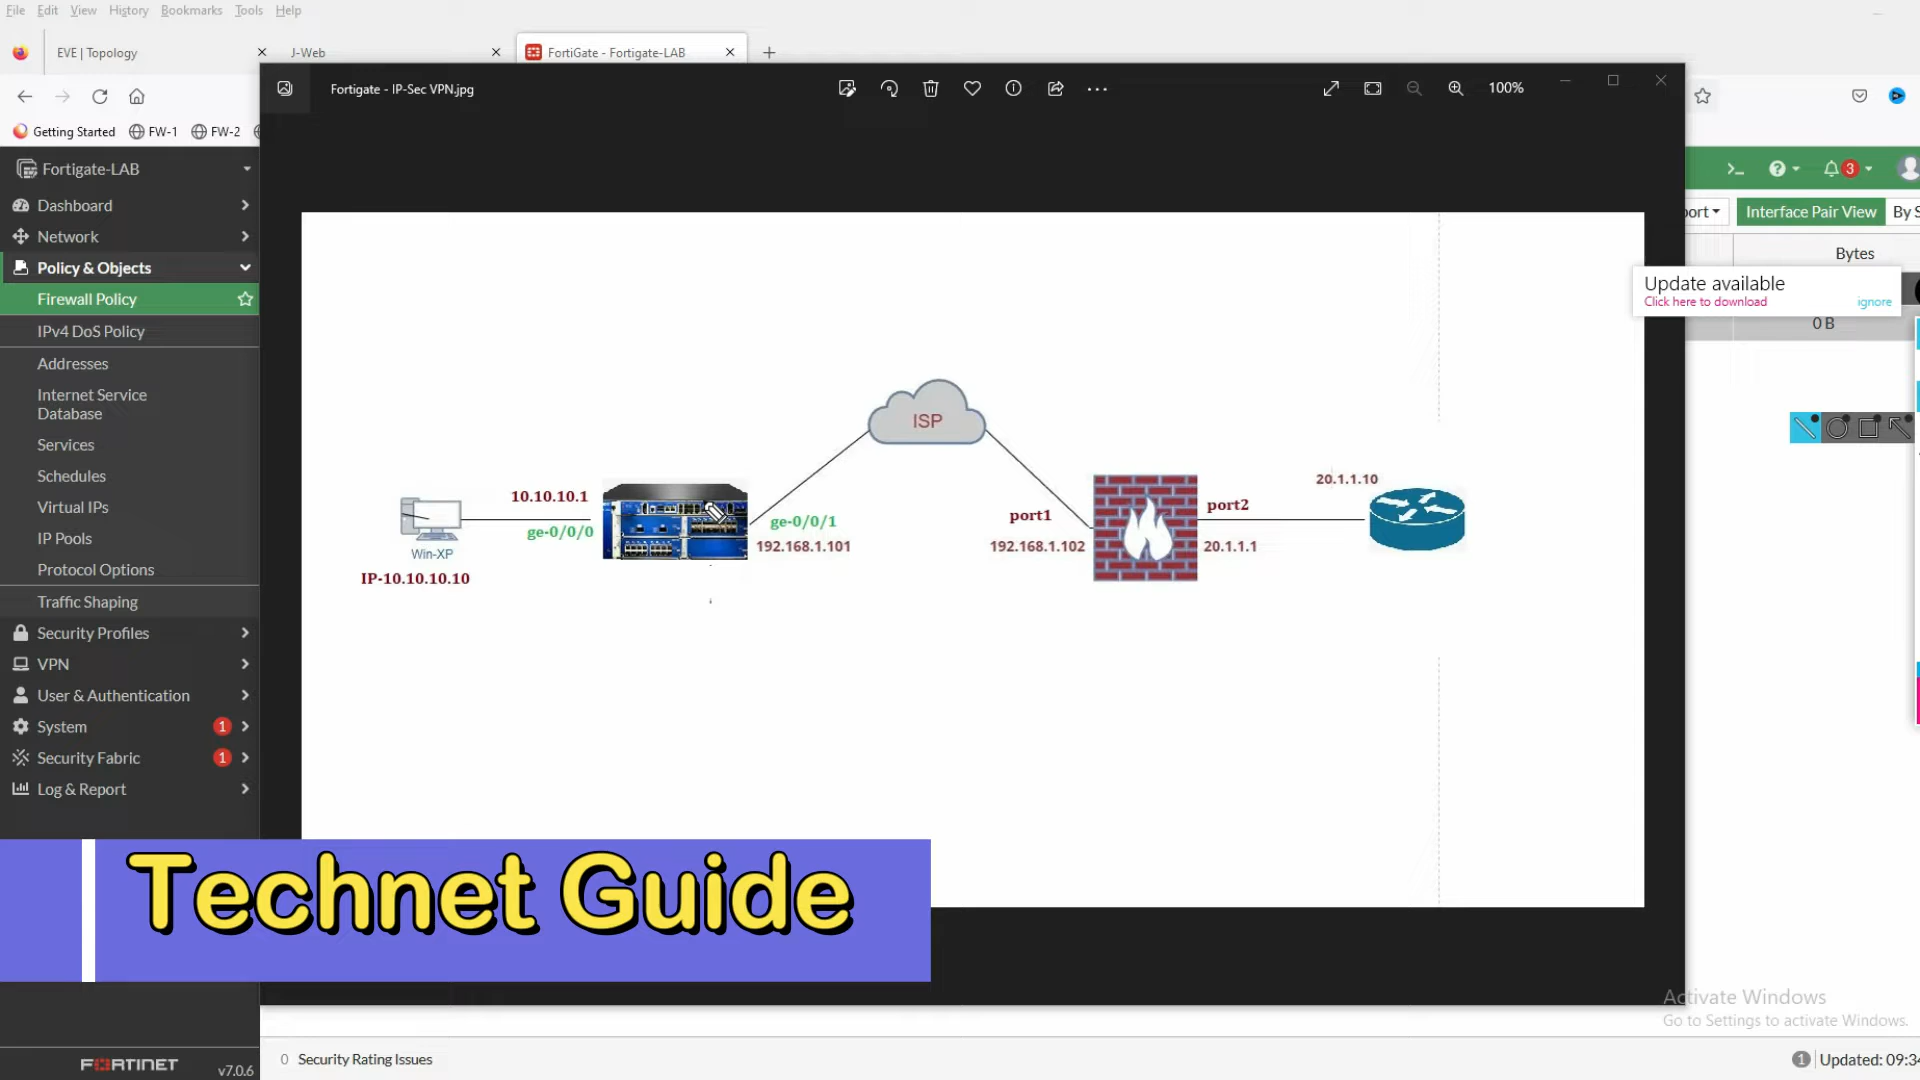 File Edit View History Bookmarks Tools Help
EVE | Topology
J-Web
FortiGate - Fortigate-LAB
Fortigate - IP-Sec VPN.jpg
100%
Getting Started FW-1 FW-2
Fortigate-LAB
3
Dashboard
Network
Policy & Objects
Firewall Policy
IPv4 DoS Policy
Addresses
Internet Service
Database
Services
Schedules
Virtual IPs
IP Pools
Protocol Options
Traffic Shaping
Security Profiles
VPN
User & Authentication
System 1
Security Fabric 1
Log & Report
FORTINET v7.0.6
Interface Pair View
Bytes
Update available
Click here to download ignore
0 B
ISP
10.10.10.1
ge-0/0/0
Win-XP
IP-10.10.10.10
ge-0/0/1
192.168.1.101
port1
192.168.1.102
port2
20.1.1.1
20.1.1.10
Technet Guide
Activate Windows
Go to Settings to activate Windows.
0 Security Rating Issues
1 Updated: 09:34